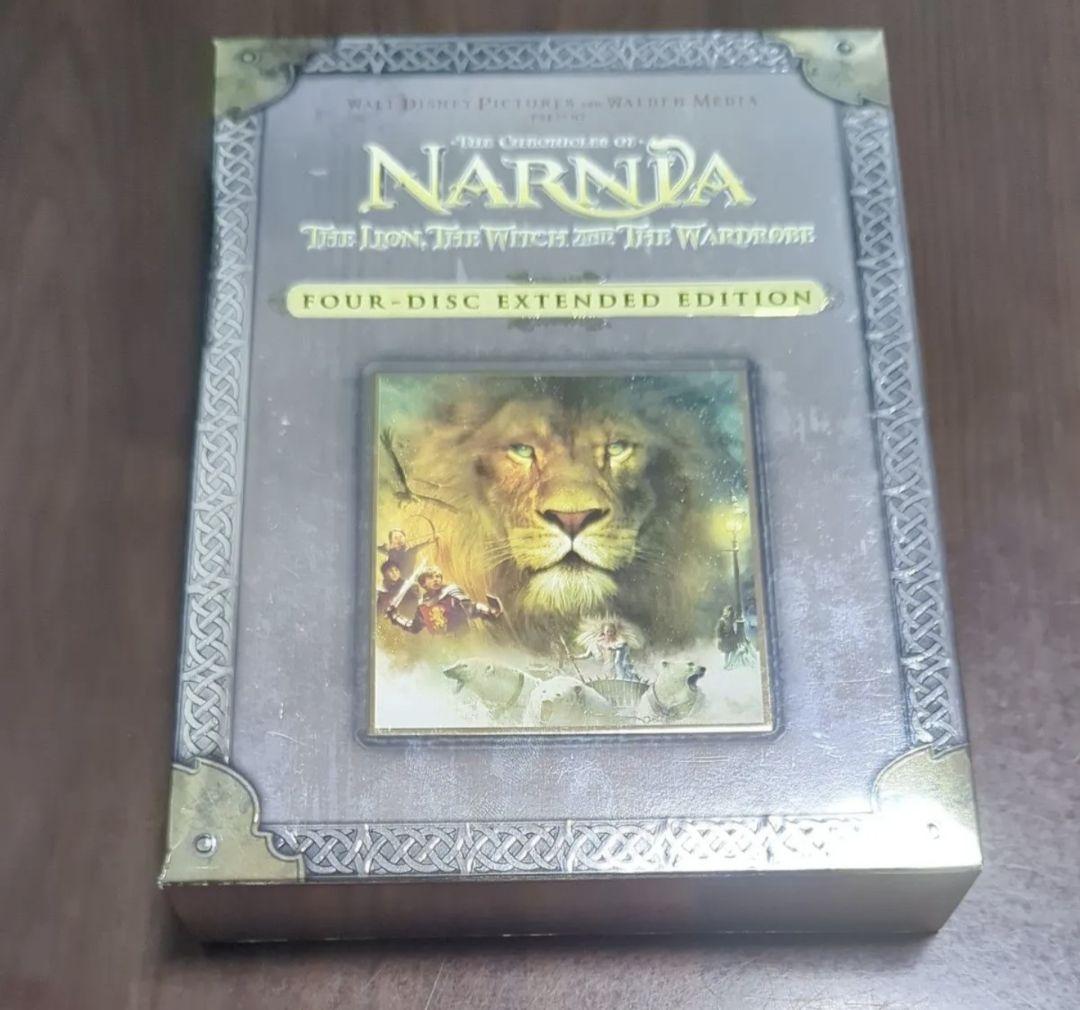 WALT DISNEY PICTURES AND WALDEN MEDIA
PRESENT
THE CHRONICLES OF
NARNIA
THE LION, THE WITCH AND THE WARDROBE
FOUR-DISC EXTENDED EDITION